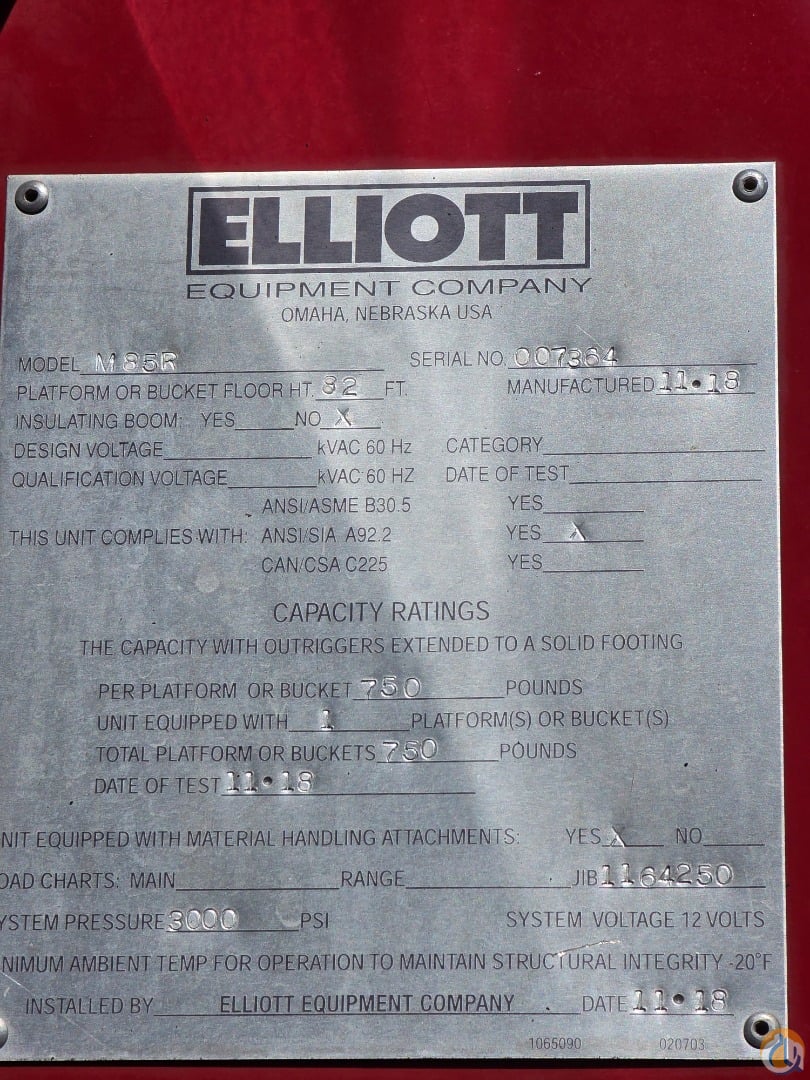 ELLIOTT
EQUIPMENT COMPANY
OMAHA, NEBRASKA USA
MODEL M85R SERIAL NO. 007364
PLATFORM OR BUCKET FLOOR HT. 82 FT. MANUFACTURED 11•18
INSULATING BOOM: YES NO X
DESIGN VOLTAGE kVAC 60 Hz CATEGORY
QUALIFICATION VOLTAGE kVAC 60 HZ DATE OF TEST
ANSI/ASME B30.5 YES
THIS UNIT COMPLIES WITH: ANSI/SIA A92.2 YES X
CAN/CSA C225 YES
CAPACITY RATINGS
THE CAPACITY WITH OUTRIGGERS EXTENDED TO A SOLID FOOTING
PER PLATFORM OR BUCKET 750 POUNDS
UNIT EQUIPPED WITH 1 PLATFORM(S) OR BUCKET(S)
TOTAL PLATFORM OR BUCKETS 750 POUNDS
DATE OF TEST 11•18
NIT EQUIPPED WITH MATERIAL HANDLING ATTACHMENTS: YES X NO
OAD CHARTS: MAIN RANGE JIB 1164250
YSTEM PRESSURE 3000 PSI SYSTEM VOLTAGE 12 VOLTS
NIMUM AMBIENT TEMP FOR OPERATION TO MAINTAIN STRUCTURAL INTEGRITY -20°F
INSTALLED BY ELLIOTT EQUIPMENT COMPANY . DATE 11•18
1065090 020703